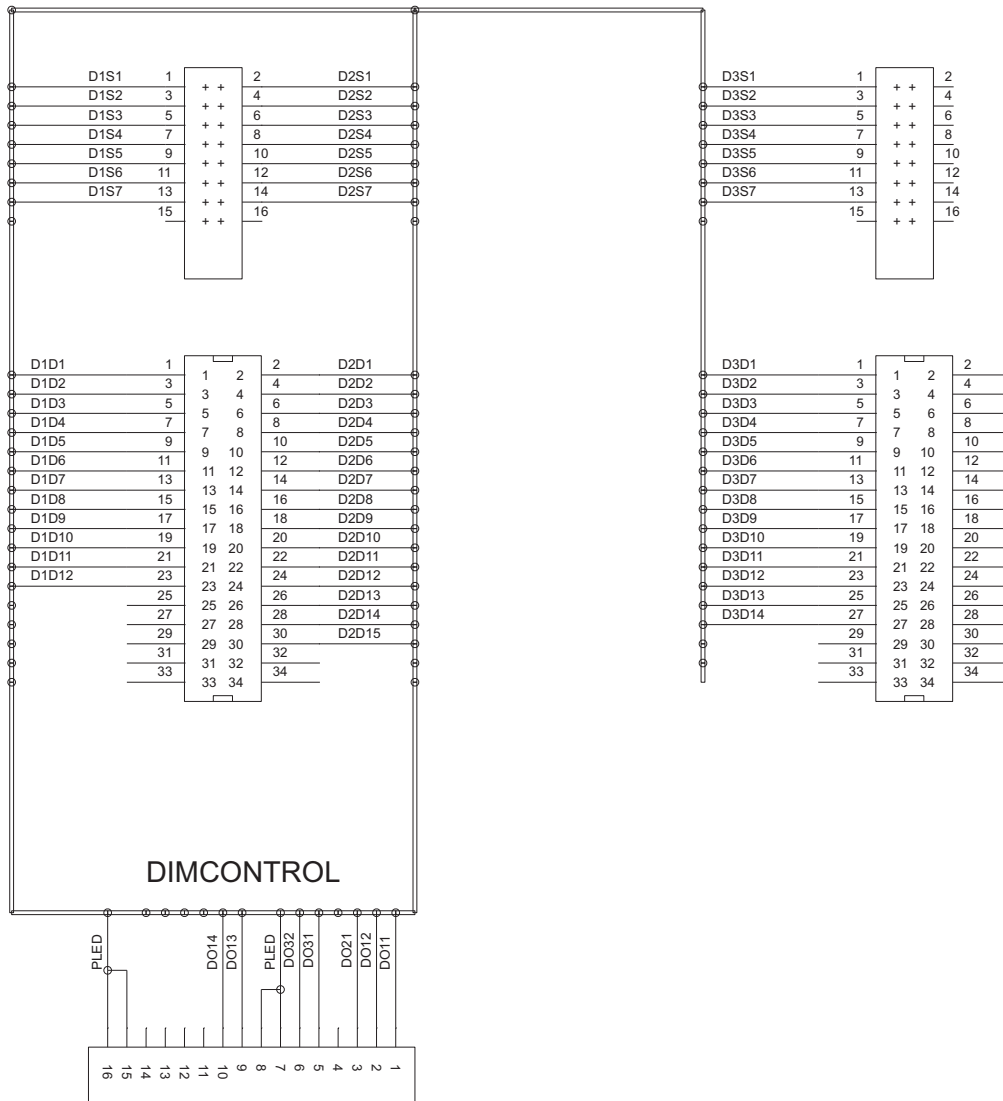 D1S1 1 2 D2S1 D3S1 1 2
D1S2 3 4 D2S2 D3S2 3 4
D1S3 5 6 D2S3 D3S3 5 6
D1S4 7 8 D2S4 D3S4 7 8
D1S5 9 10 D2S5 D3S5 9 10
D1S6 11 12 D2S6 D3S6 11 12
D1S7 13 14 D2S7 D3S7 13 14
15 16 15 16
D1D1 1 1 2 2 D2D1 D3D1 1 1 2 2
D1D2 3 3 4 4 D2D2 D3D2 3 3 4 4
D1D3 5 5 6 6 D2D3 D3D3 5 5 6 6
D1D4 7 7 8 8 D2D4 D3D4 7 7 8 8
D1D5 9 9 10 10 D2D5 D3D5 9 9 10 10
D1D6 11 11 12 12 D2D6 D3D6 11 11 12 12
D1D7 13 13 14 14 D2D7 D3D7 13 13 14 14
D1D8 15 15 16 16 D2D8 D3D8 15 15 16 16
D1D9 17 17 18 18 D2D9 D3D9 17 17 18 18
D1D10 19 19 20 20 D2D10 D3D10 19 19 20 20
D1D11 21 21 22 22 D2D11 D3D11 21 21 22 22
D1D12 23 23 24 24 D2D12 D3D12 23 23 24 24
25 25 26 26 D2D13 D3D13 25 25 26 26
27 27 28 28 D2D14 D3D14 27 27 28 28
29 29 30 30 D2D15 29 29 30 30
31 31 32 32 31 31 32 32
33 33 34 34 33 33 34 34
DIMCONTROL
PLED DO14 DO13 PLED DO32 DO31 DO21 DO12 DO11
16 15 14 13 12 11 10 9 8 7 6 5 4 3 2 1